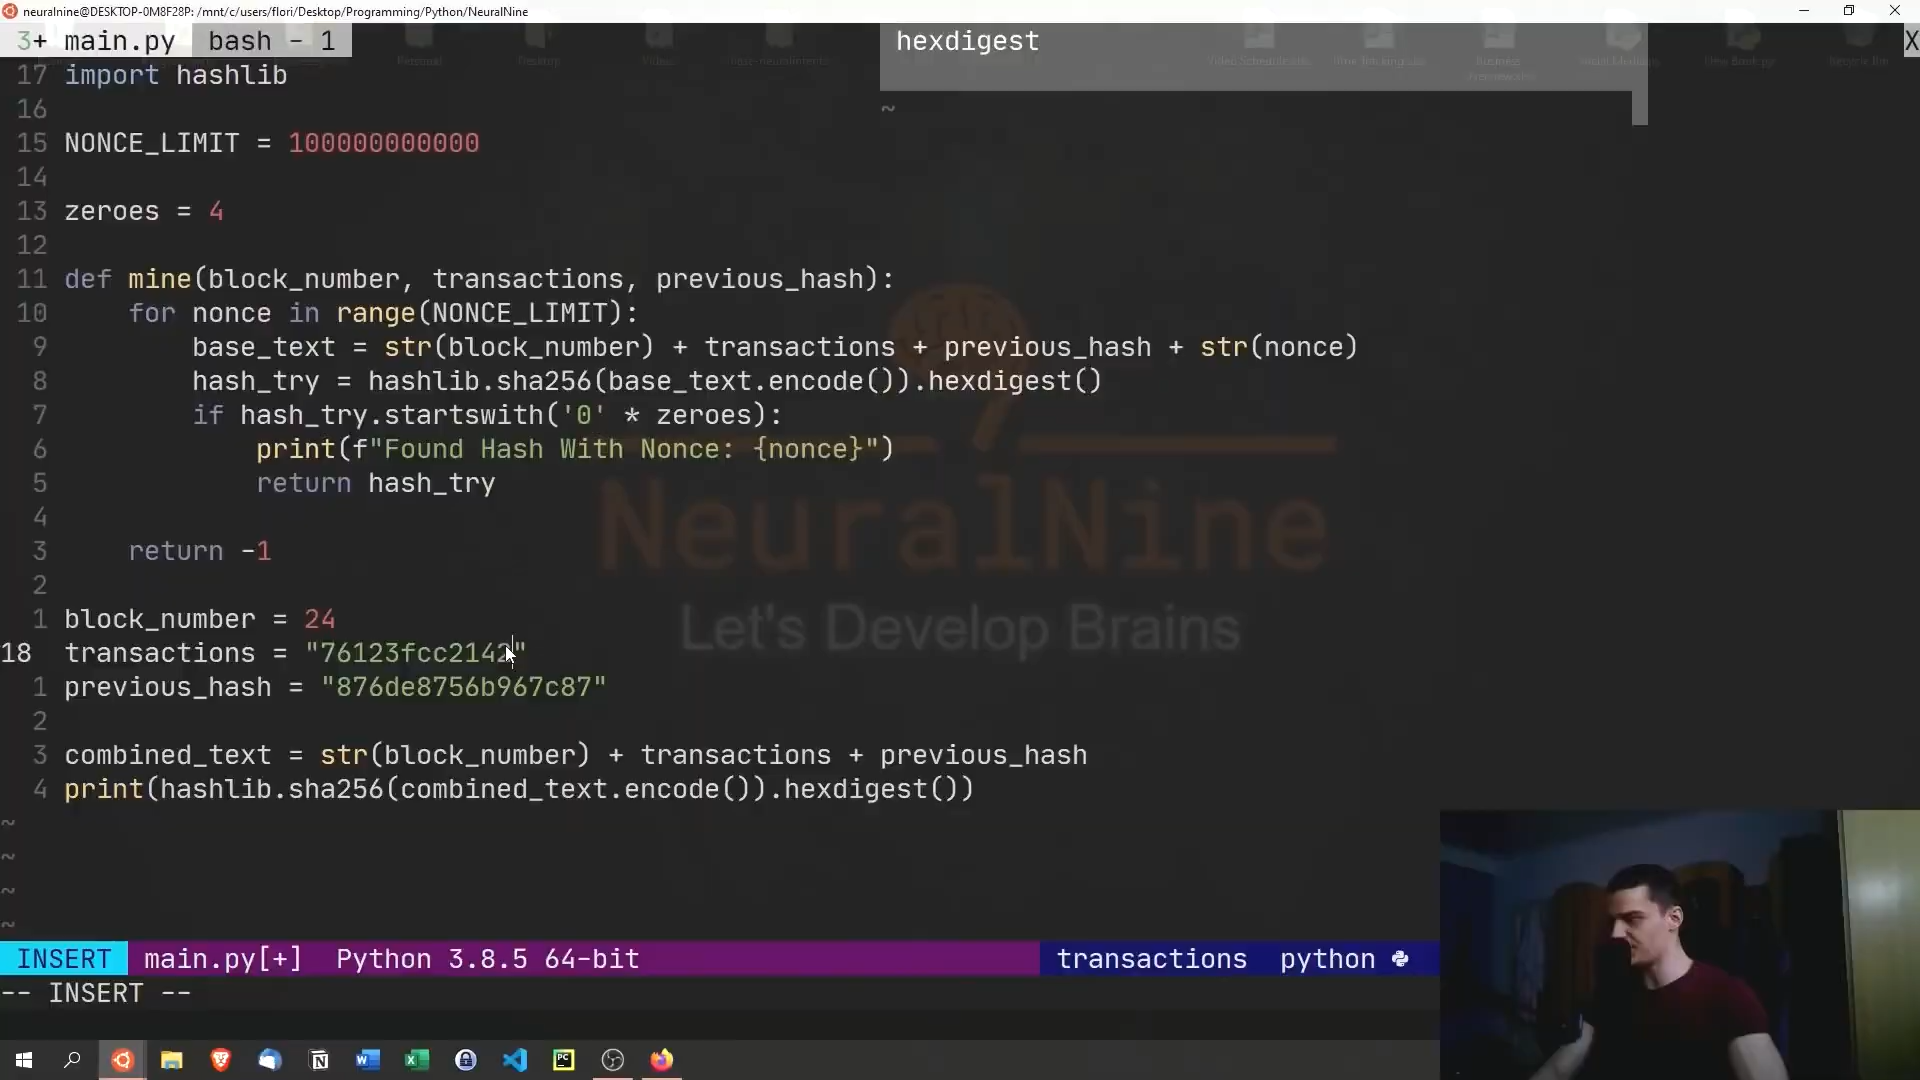 neuralnine@DESKTOP-0M8F28P: /mnt/c/users/flori/Desktop/Programming/Python/NeuralNine
3+ main.py bash - 1
hexdigest
X
17 import hashlib
16
15 NONCE_LIMIT = 100000000000
14
13 zeroes = 4
12
11 def mine(block_number, transactions, previous_hash):
10 for nonce in range(NONCE_LIMIT):
9 base_text = str(block_number) + transactions + previous_hash + str(nonce)
8 hash_try = hashlib.sha256(base_text.encode()).hexdigest()
7 if hash_try.startswith('0' * zeroes):
6 print(f"Found Hash With Nonce: {nonce}")
5 return hash_try
4
3 return -1
2
1 block_number = 24
18 transactions = "76123fcc2142"
1 previous_hash = "876de8756b967c87"
2
3 combined_text = str(block_number) + transactions + previous_hash
4 print(hashlib.sha256(combined_text.encode()).hexdigest())
~
~
~
~
~
NeuralNine
Let's Develop Brains
INSERT main.py[+] Python 3.8.5 64-bit transactions python
-- INSERT --